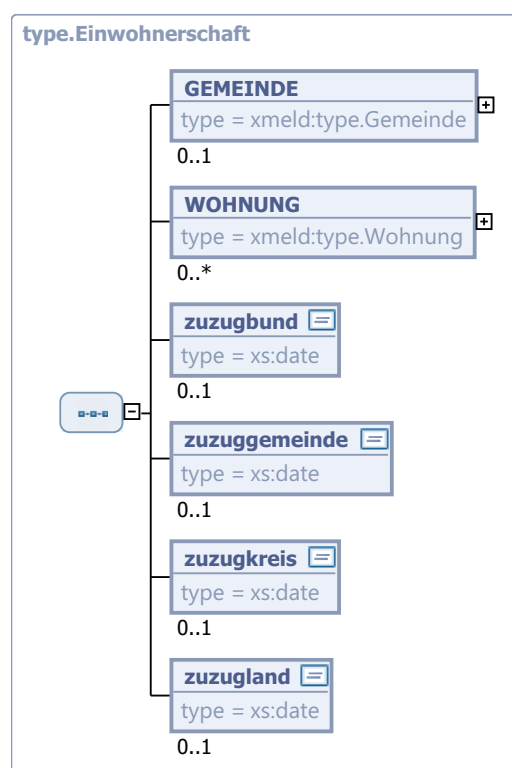 type.Einwohnerschaft
GEMEINDE
type = xmeld:type.Gemeinde
0..1
WOHNUNG
type = xmeld:type.Wohnung
0..*
zuzugbund
type = xs:date
0..1
zuzuggemeinde
type = xs:date
0..1
zuzugkreis
type = xs:date
0..1
zuzugland
type = xs:date
0..1